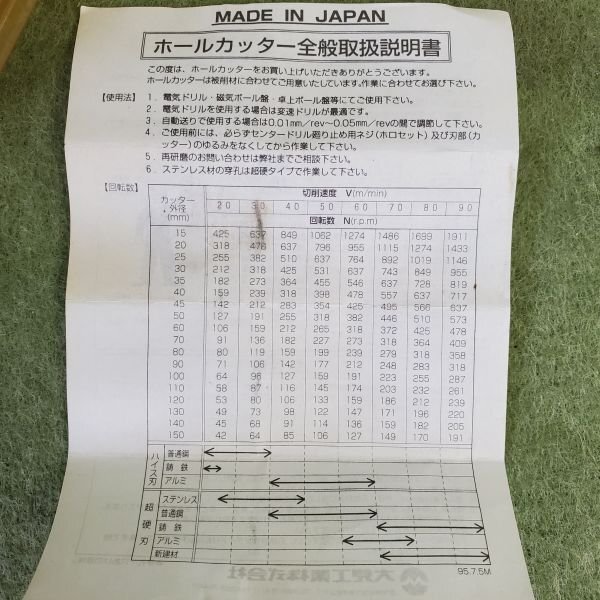 MADE IN JAPAN
ホールカッター全般取扱説明書
この度は、ホールカッターをお買い上げいただきありがとうございます。
ホールカッターは被削材に合わせてご用意いたしています。作業に合わせてお選び下さい。
【使用法】 1．電気ドリル・磁気ボール盤・卓上ボール盤等にてご使用下さい。
2．電気ドリルを使用する場合は変速ドリルが最適です。
3．自動送りで使用する場合は0.01mm／rev～0.05mm／revの間で調節して下さい。
4．ご使用前には、必らずセンタードリル廻り止め用ネジ（ホロセット）及び刃部（カッター）のゆるみをなくしてから作業して下さい。
5．再研磨のお問い合わせは弊社までご相談下さい。
6．ステンレス材の穿孔は超硬タイプで作業して下さい。
【回転数】
カッター・外径(mm) 切削速度 V(m/min)
20 30 40 50 60 70 80 90
回転数 N(r.p.m)
15 425 637 849 1062 1274 1486 1699 1911
20 318 478 637 796 955 1115 1274 1433
25 255 382 510 637 764 892 1019 1146
30 212 318 425 531 637 743 849 955
35 182 273 364 455 546 637 728 819
40 159 239 318 398 478 557 637 717
45 142 212 283 354 425 495 566 637
50 127 191 255 318 382 446 510 573
60 106 159 212 265 318 372 425 478
70 91 136 182 227 273 318 364 409
80 80 119 159 199 239 279 318 358
90 71 106 142 177 212 248 283 318
100 64 96 127 159 191 223 255 287
110 58 87 116 145 174 203 232 261
120 53 80 106 133 159 186 212 239
130 49 73 98 122 147 171 196 220
140 45 68 91 114 136 159 182 205
150 42 64 85 106 127 149 170 191
ハイス刃 普通鋼
鋳鉄
アルミ
超硬刃 ステンレス
普通鋼
鋳鉄
アルミ
新建材
95.7.5M
大見工業株式会社